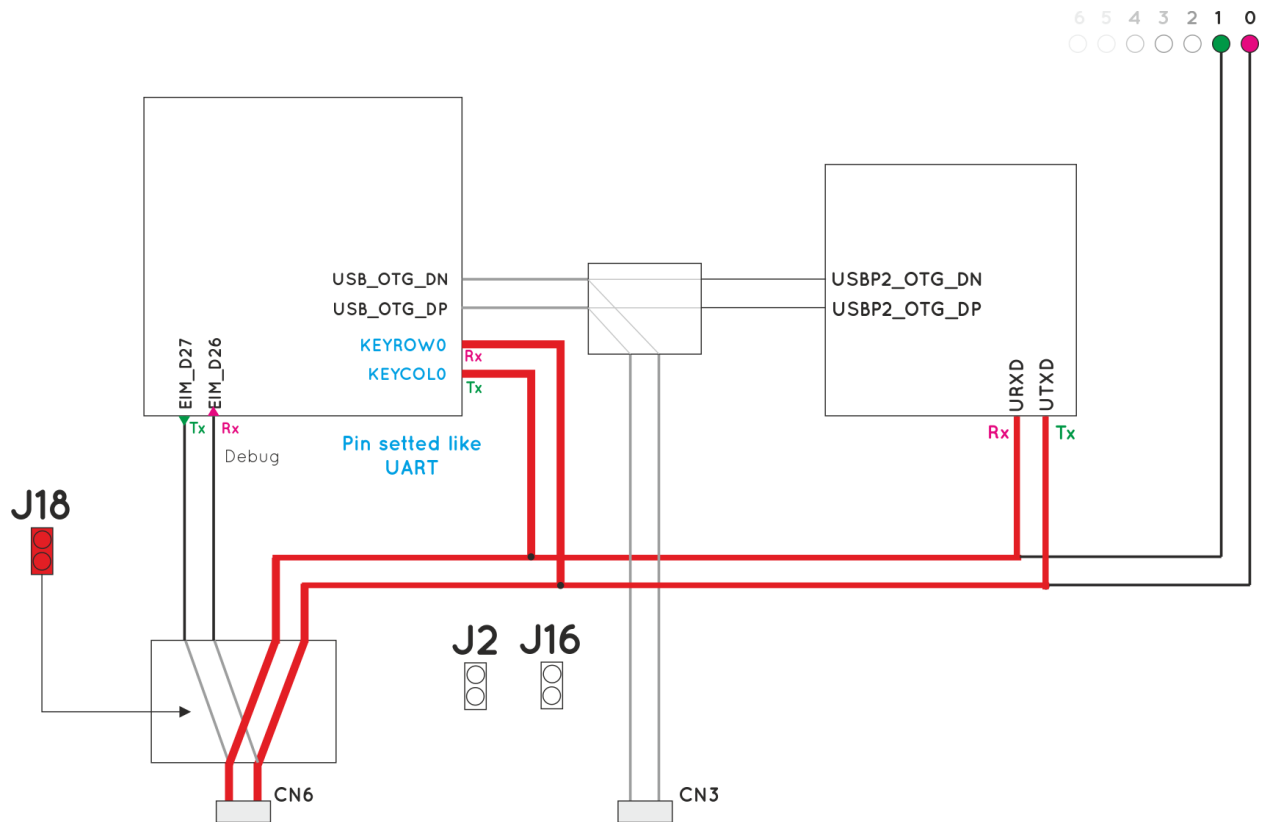 6 5 4 3 2 1 0
USB_OTG_DN
USBP2_OTG_DN
USB_OTG_DP
USBP2_OTG_DP
KEYROW0
Rx
KEYCOL0
Tx
EIM_D27
EIM_D26
URXD
UTXD
Tx
Rx
Debug
Pin setted like
UART
Rx
Tx
J18
J2
J16
CN6
CN3